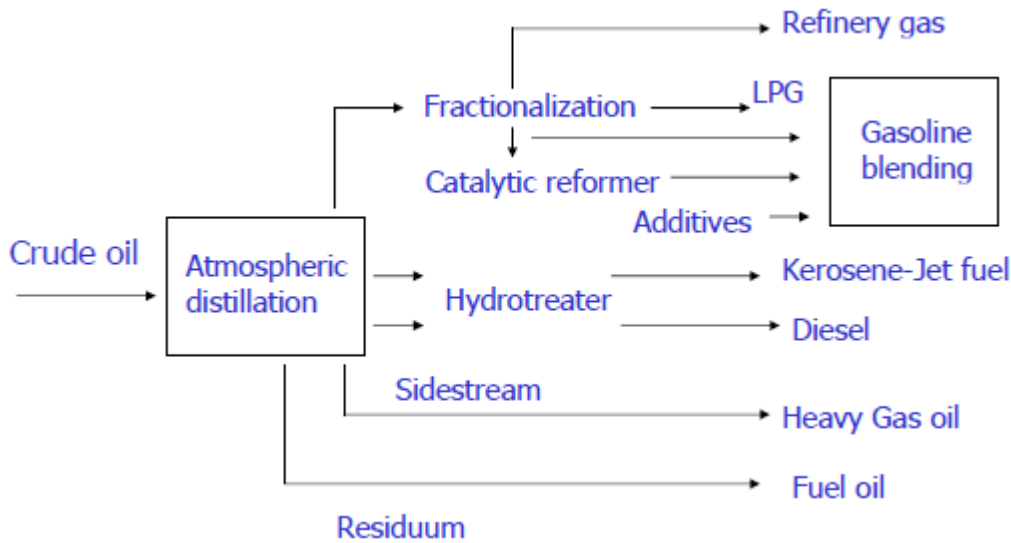 Refinery gas
Fractionalization
LPG
Gasoline
blending
Catalytic reformer
Additives
Crude oil
Atmospheric
distillation
Hydrotreater
Kerosene-Jet fuel
Diesel
Sidestream
Heavy Gas oil
Fuel oil
Residuum